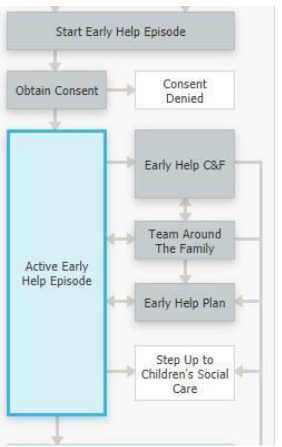 Start Early Help Episode
Obtain Consent
Consent
Denied
Early Help C&F
Team Around
The Family
Active Early
Help Episode
Early Help Plan
Step Up to
Children's Social
Care